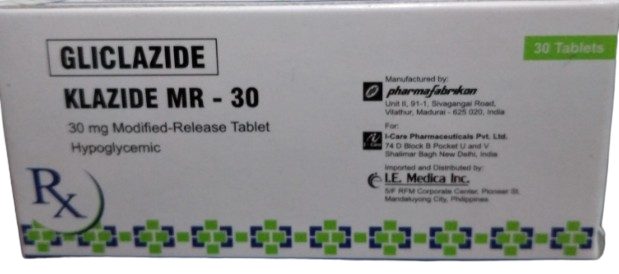 30 Tablets
GLICLAZIDE
KLAZIDE MR - 30
30 mg Modified-Release Tablet
Hypoglycemic
Rx
Manufactured by:
pharmafabrikon
Unit II, 91-1, Sivagangai Road,
Vilathur, Madurai - 625 020, India
For:
I-Care Pharmaceuticals Pvt. Ltd.
74 D Block B Pocket U and V
Shalimar Bagh New Delhi, India
Imported and Distributed by:
I.E. Medica Inc.
5/F RFM Corporate Center, Pioneer St.
Mandaluyong City, Philippines